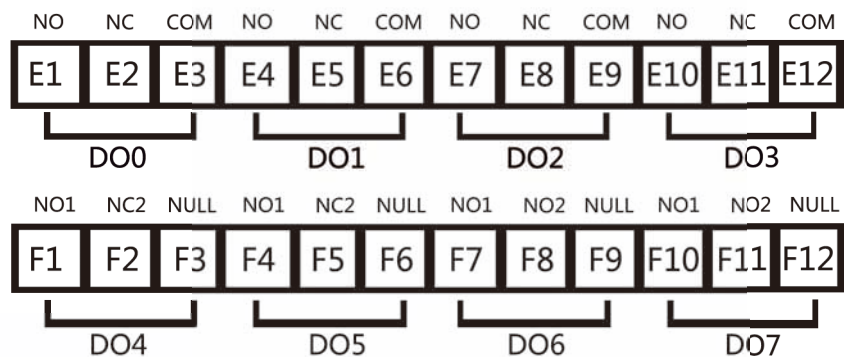 NO NC COM NO NC COM NO NC COM NO NC COM
E1 E2 E3 E4 E5 E6 E7 E8 E9 E10 E11 E12
DO0 DO1 DO2 DO3
NO1 NC2 NULL NO1 NC2 NULL NO1 NO2 NULL NO1 NO2 NULL
F1 F2 F3 F4 F5 F6 F7 F8 F9 F10 F11 F12
DO4 DO5 DO6 DO7